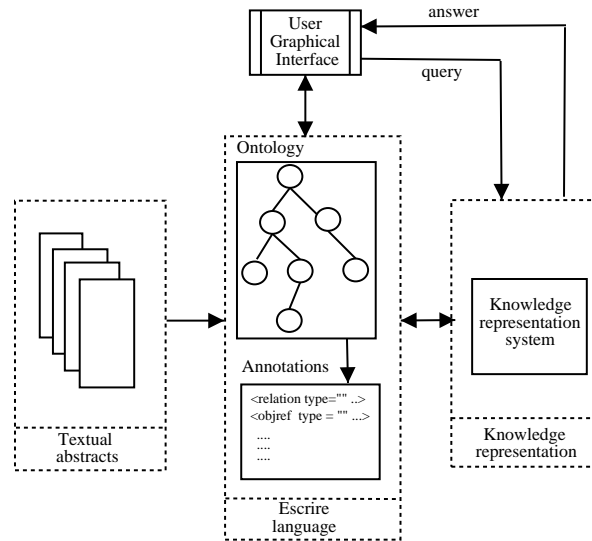 User
Graphical
Interface
answer
query
Ontology
Annotations
<relation type="" ..>
<objref type = "" ...>
....
....
....
Textual
abstracts
Escrire
language
Knowledge
representation
system
Knowledge
representation